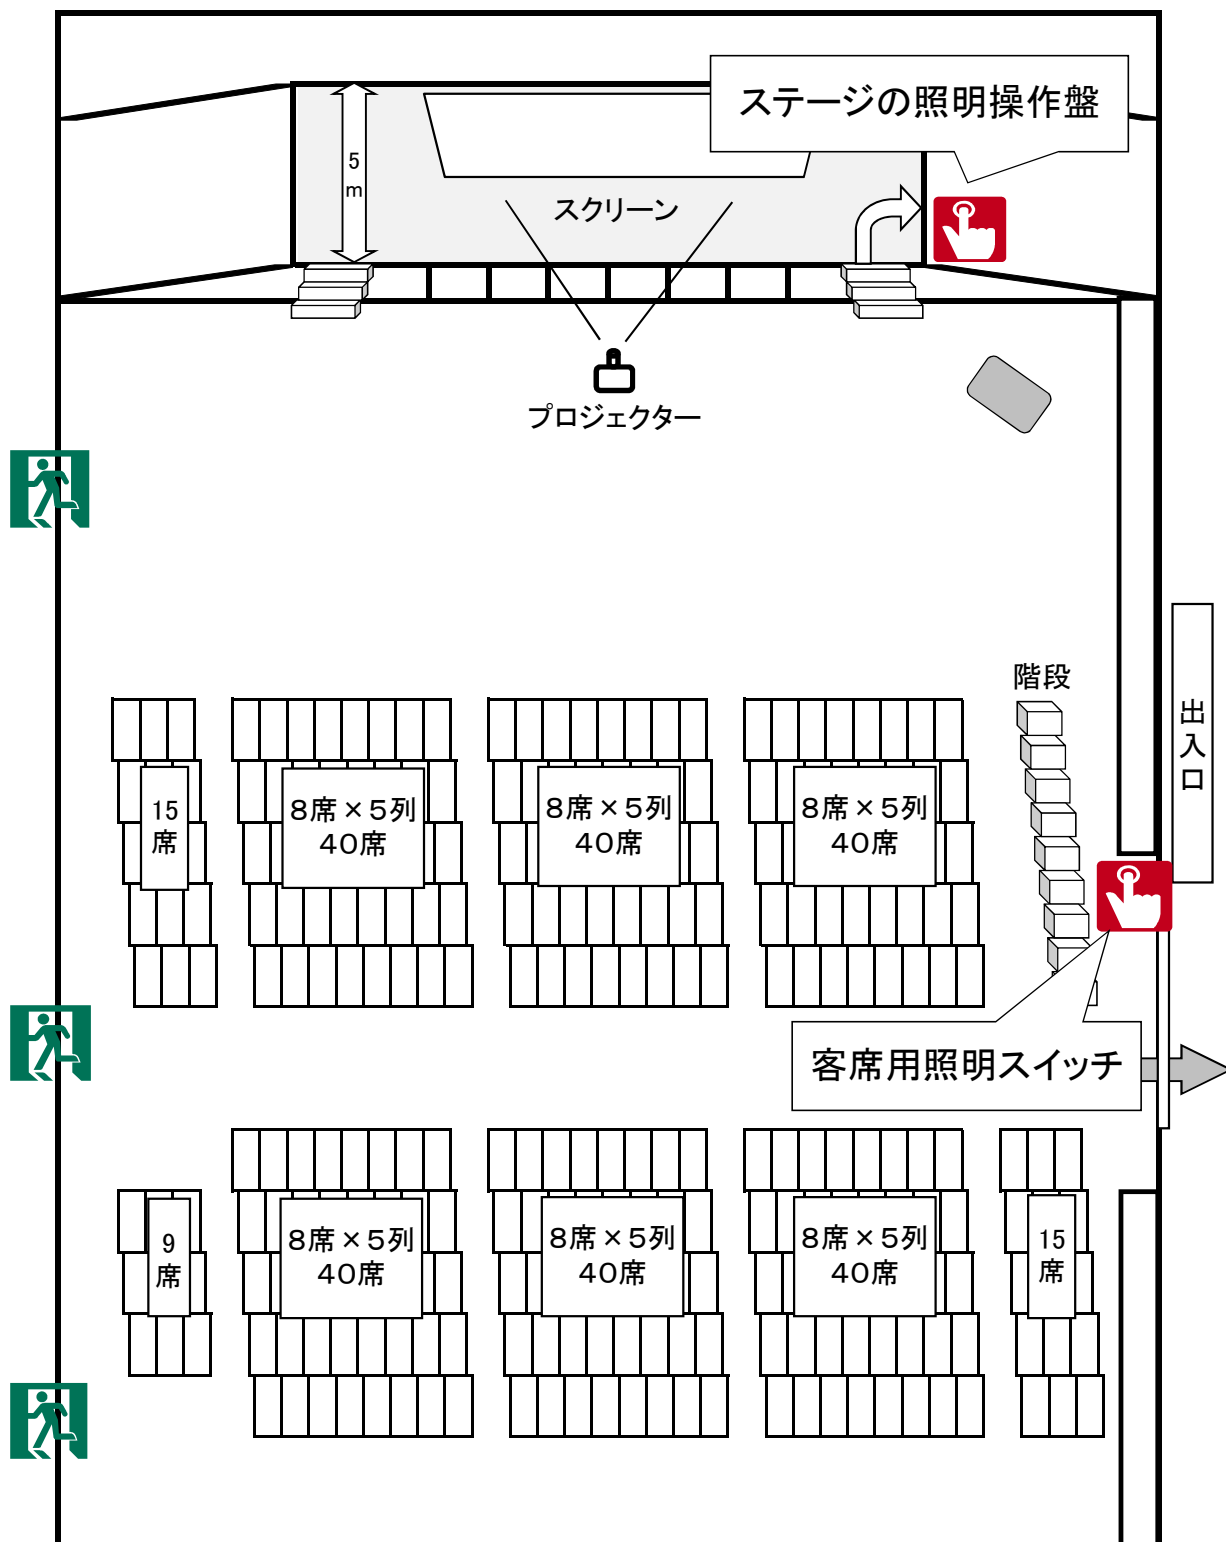 ステージの照明操作盤
5
m
スクリーン
プロジェクター
階段
出入口
15
席
8席×5列
40席
8席×5列
40席
8席×5列
40席
客席用照明スイッチ
9
席
8席×5列
40席
8席×5列
40席
8席×5列
40席
15
席